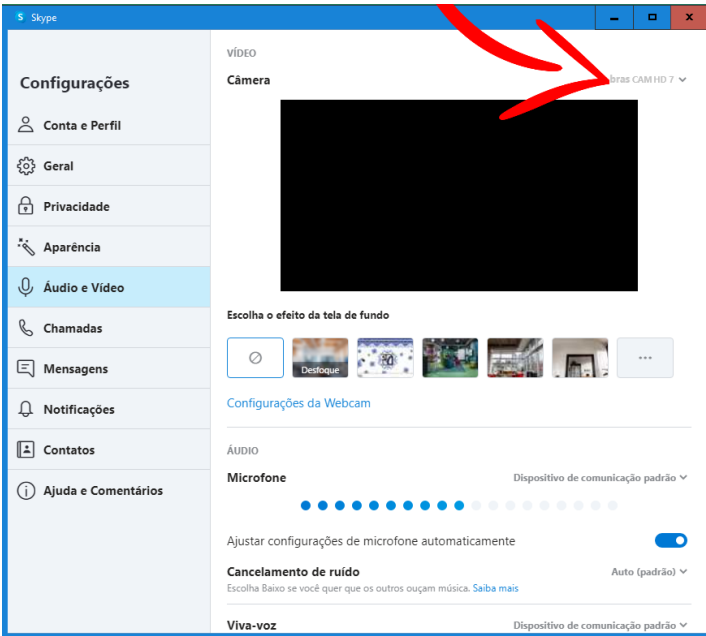 S Skype
Configurações
Conta e Perfil
Geral
Privacidade
Aparência
Áudio e Vídeo
Chamadas
Mensagens
Notificações
Contatos
Ajuda e Comentários
VÍDEO
Câmera
bras CAM HD 7
Escolha o efeito da tela de fundo
Desfoque
Configurações da Webcam
ÁUDIO
Microfone Dispositivo de comunicação padrão
Ajustar configurações de microfone automaticamente
Cancelamento de ruído Auto (padrão)
Escolha Baixo se você quer que os outros ouçam música. Saiba mais
Viva-voz Dispositivo de comunicação padrão